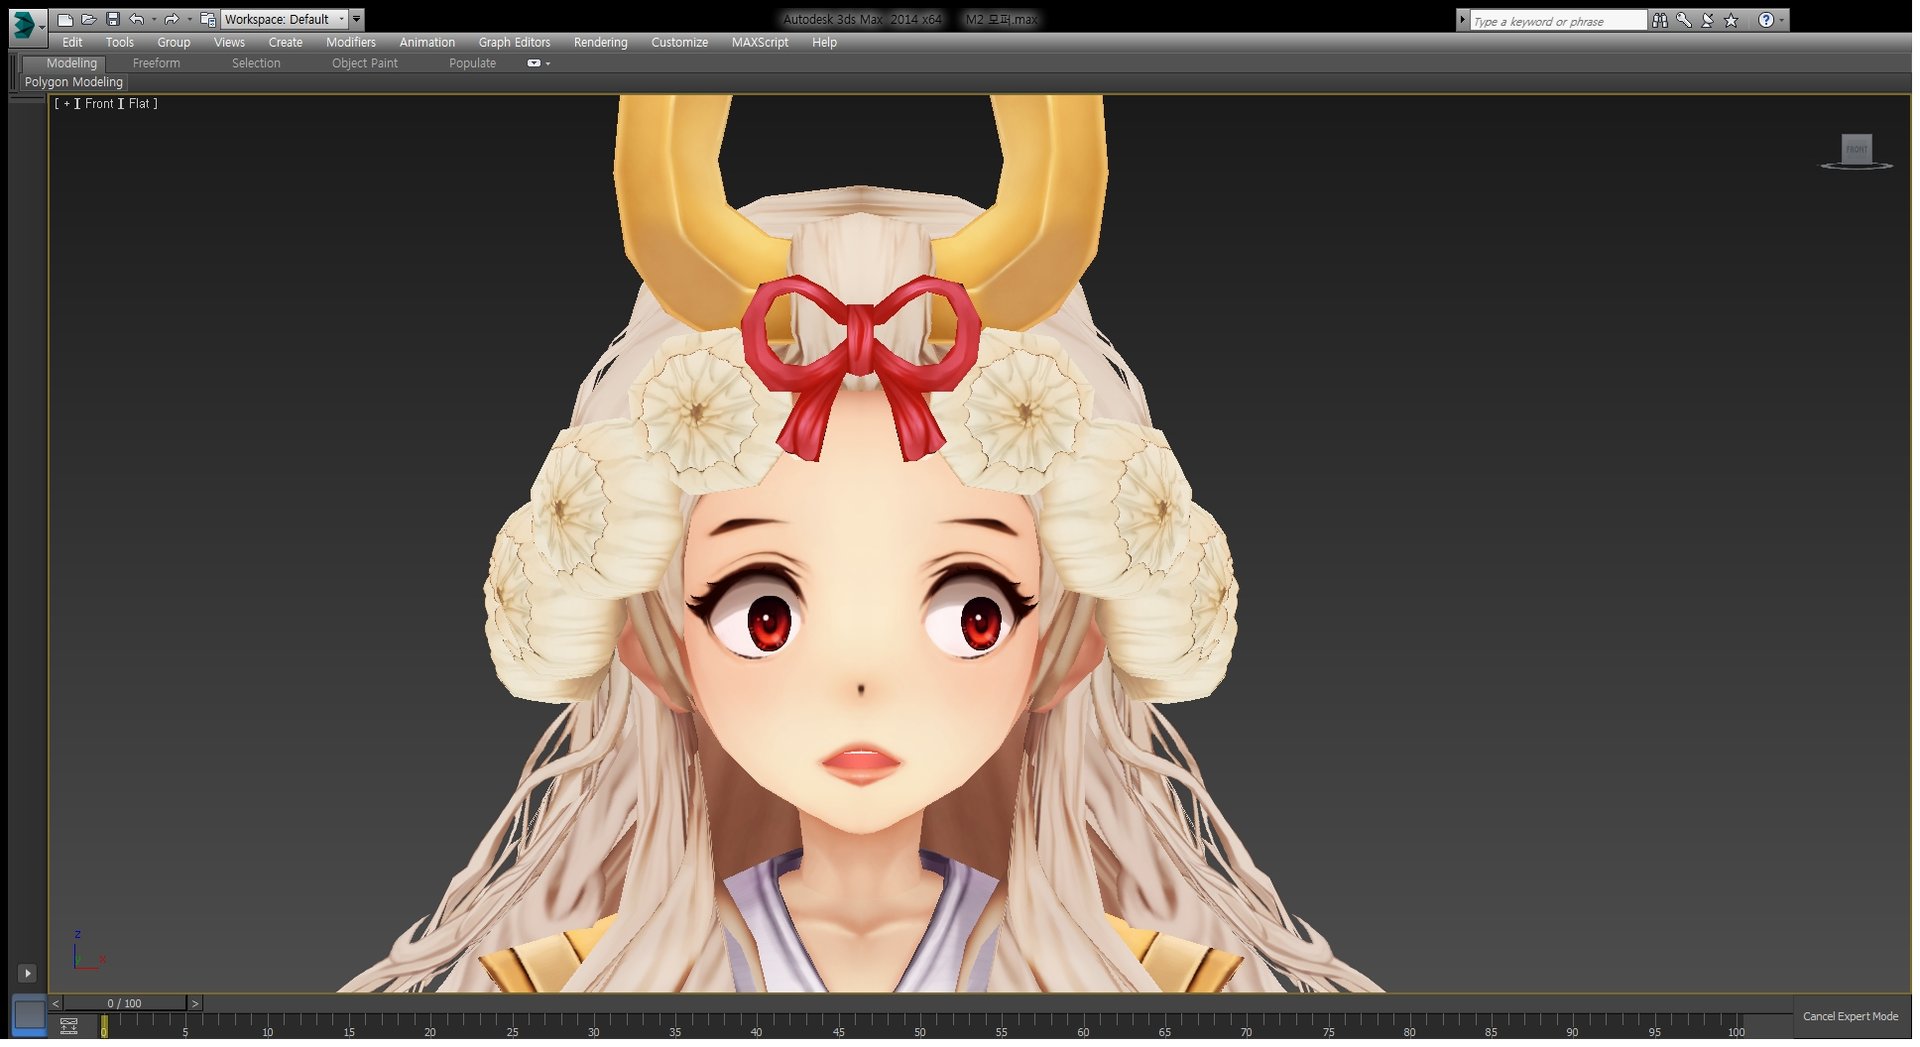 Workspace: Default
Autodesk 3ds Max 2014 x64 M2 모퍼.max
Type a keyword or phrase
Edit Tools Group Views Create Modifiers Animation Graph Editors Rendering Customize MAXScript Help
Modeling Freeform Selection Object Paint Populate
Polygon Modeling
[ + ] [ Front ] [ Flat ]
FRONT
z
y x
< 0 / 100 >
0 5 10 15 20 25 30 35 40 45 50 55 60 65 70 75 80 85 90 95 100
Cancel Expert Mode